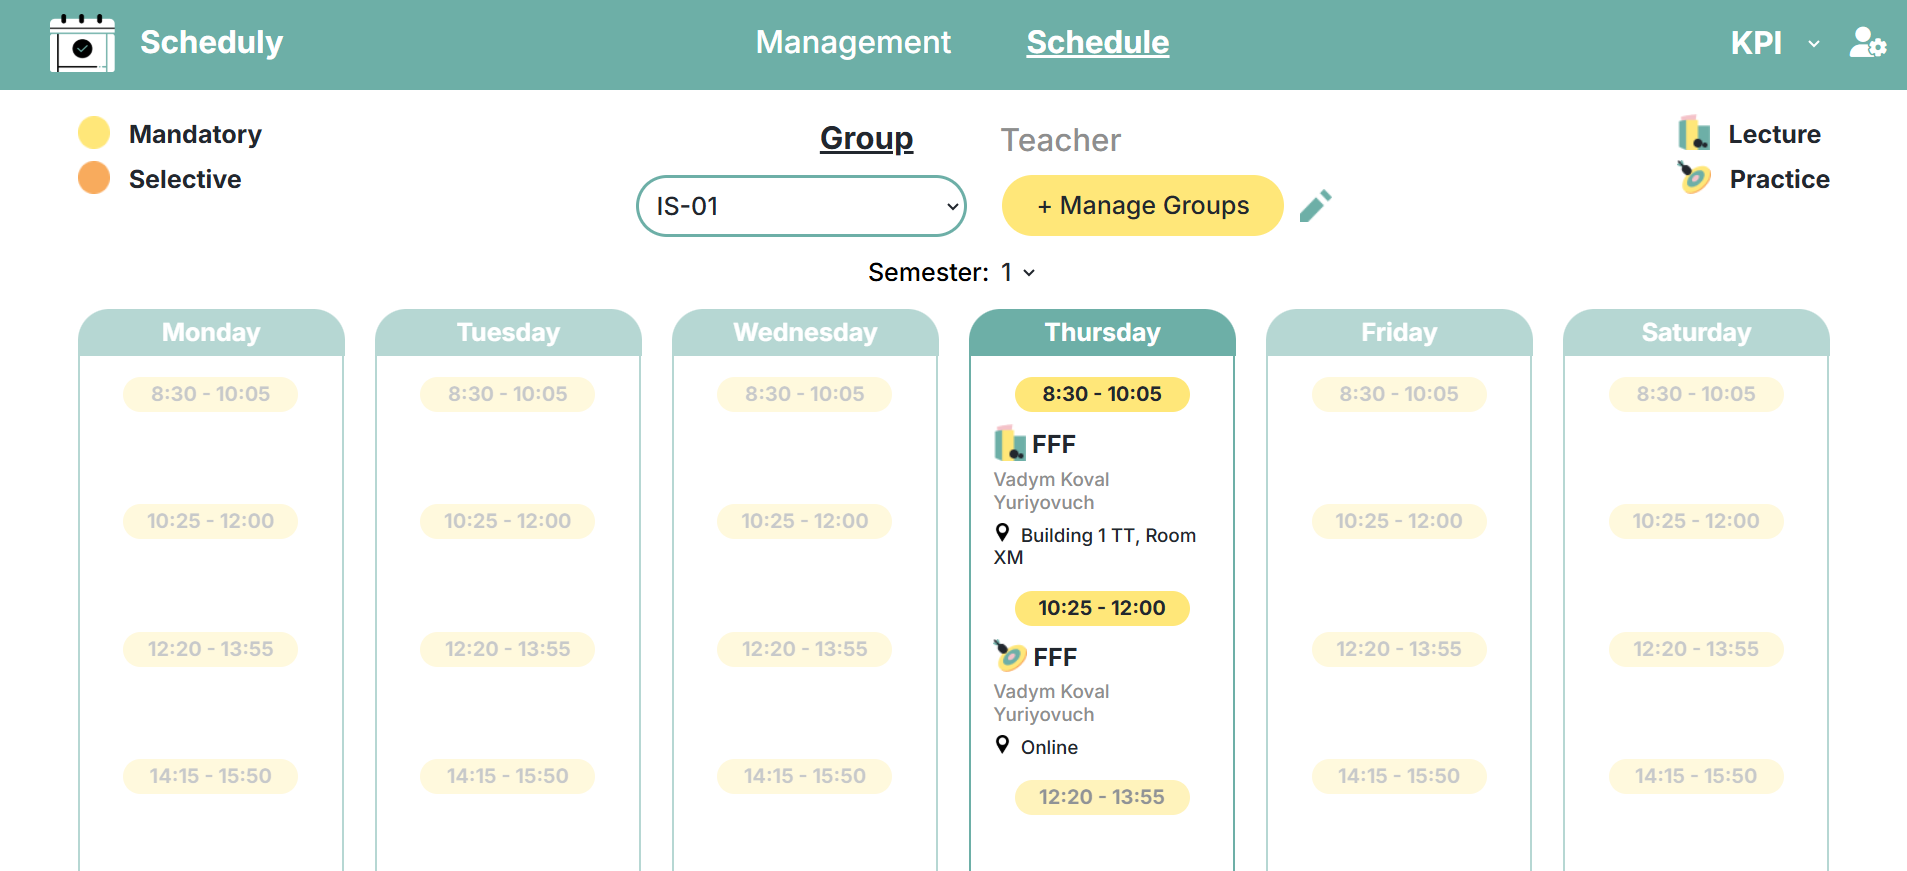 Scheduly
Management
Schedule
KPI
Mandatory
Selective
Group
Teacher
Lecture
Practice
IS-01
+ Manage Groups
Semester: 1
Monday
8:30 - 10:05
10:25 - 12:00
12:20 - 13:55
14:15 - 15:50
Tuesday
8:30 - 10:05
10:25 - 12:00
12:20 - 13:55
14:15 - 15:50
Wednesday
8:30 - 10:05
10:25 - 12:00
12:20 - 13:55
14:15 - 15:50
Thursday
8:30 - 10:05
FFF
Vadym Koval
Yuriyovuch
Building 1 TT, Room
XM
10:25 - 12:00
FFF
Vadym Koval
Yuriyovuch
Online
12:20 - 13:55
Friday
8:30 - 10:05
10:25 - 12:00
12:20 - 13:55
14:15 - 15:50
Saturday
8:30 - 10:05
10:25 - 12:00
12:20 - 13:55
14:15 - 15:50